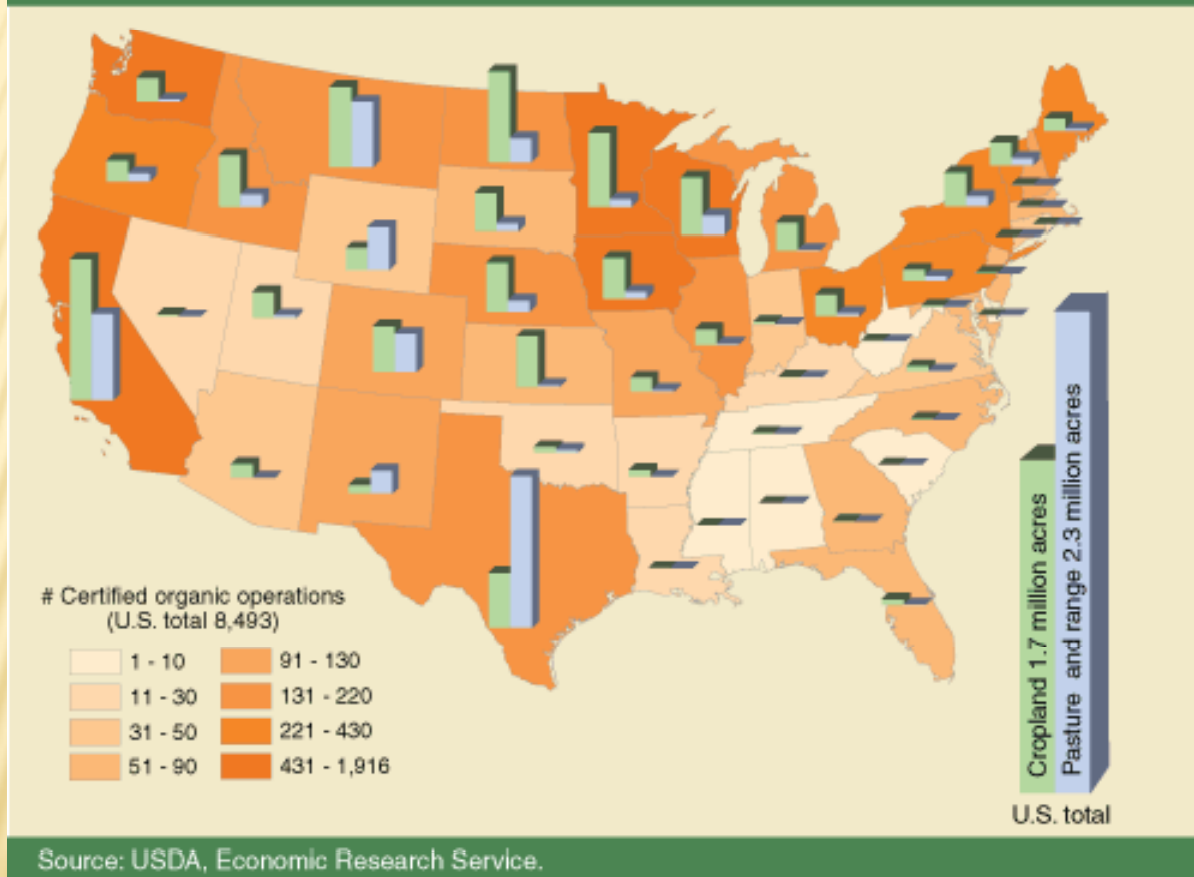 # Certified organic operations
(U.S. total 8,493)
1 - 10
11 - 30
31 - 50
51 - 90
91 - 130
131 - 220
221 - 430
431 - 1,916
Cropland 1.7 million acres
Pasture and range 2.3 million acres
U.S. total
Source: USDA, Economic Research Service.